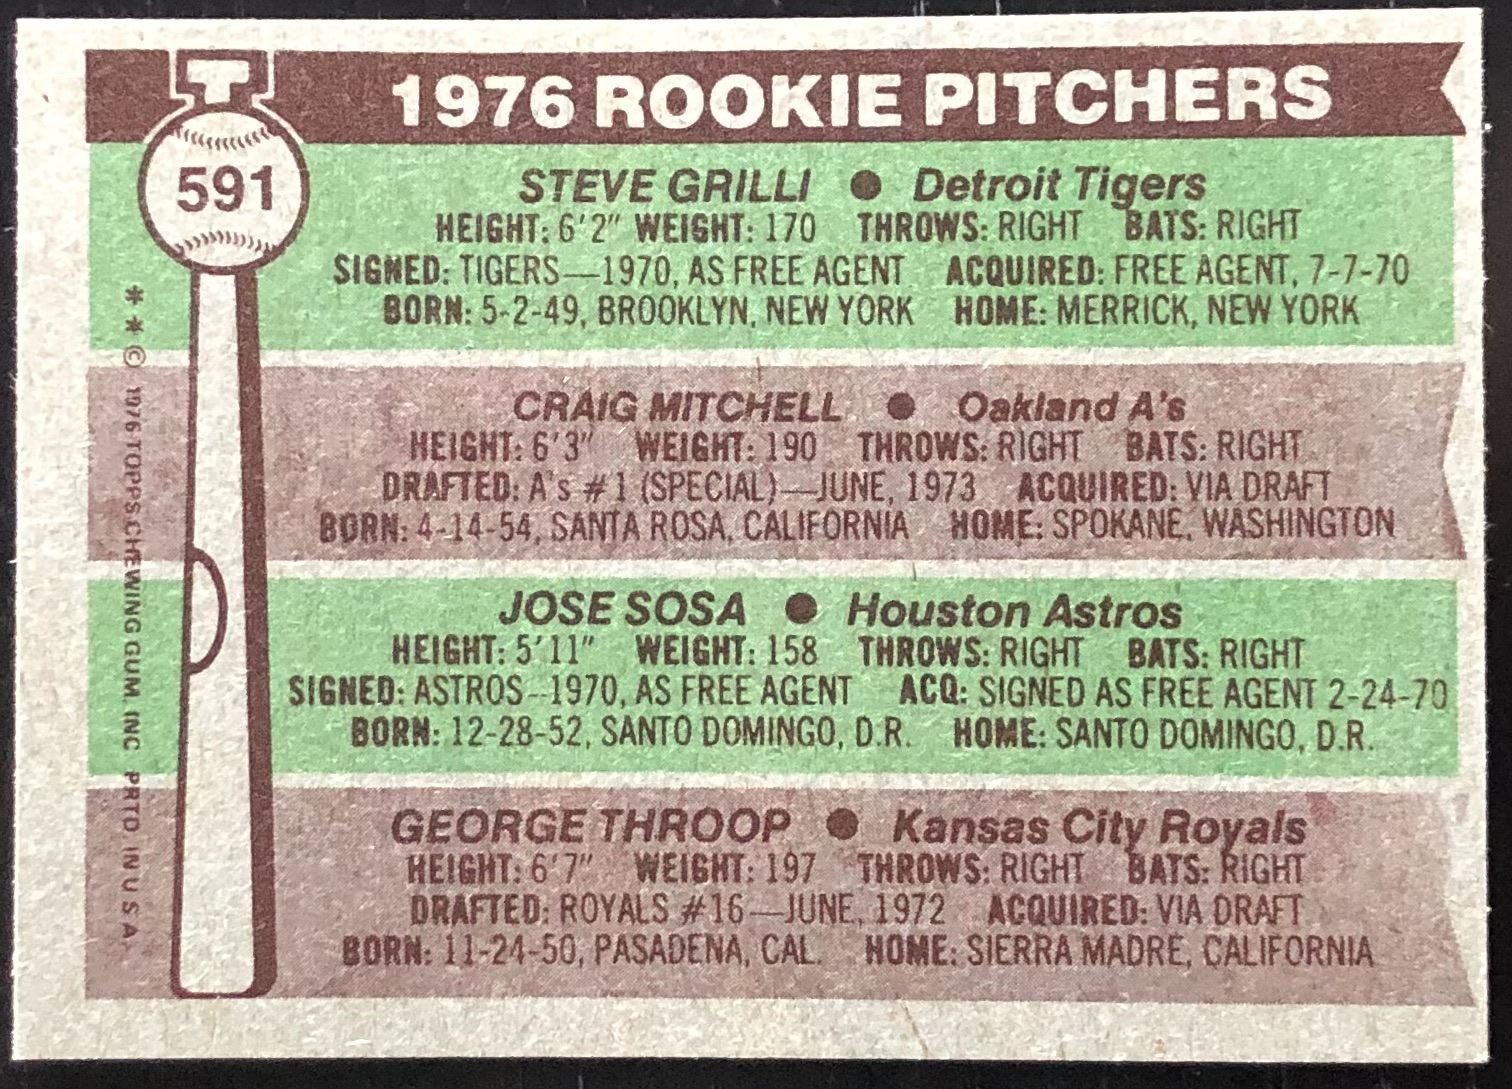 T
1976 ROOKIE PITCHERS
591
STEVE GRILLI ● Detroit Tigers
HEIGHT: 6'2" WEIGHT: 170 THROWS: RIGHT BATS: RIGHT
SIGNED: TIGERS—1970, AS FREE AGENT ACQUIRED: FREE AGENT, 7-7-70
BORN: 5-2-49, BROOKLYN, NEW YORK HOME: MERRICK, NEW YORK
CRAIG MITCHELL ● Oakland A's
HEIGHT: 6'3" WEIGHT: 190 THROWS: RIGHT BATS: RIGHT
DRAFTED: A's #1 (SPECIAL)—JUNE, 1973 ACQUIRED: VIA DRAFT
BORN: 4-14-54, SANTA ROSA, CALIFORNIA HOME: SPOKANE, WASHINGTON
JOSE SOSA ● Houston Astros
HEIGHT: 5'11" WEIGHT: 158 THROWS: RIGHT BATS: RIGHT
SIGNED: ASTROS—1970, AS FREE AGENT ACQ: SIGNED AS FREE AGENT 2-24-70
BORN: 12-28-52, SANTO DOMINGO, D.R. HOME: SANTO DOMINGO, D.R.
GEORGE THROOP ● Kansas City Royals
HEIGHT: 6'7" WEIGHT: 197 THROWS: RIGHT BATS: RIGHT
DRAFTED: ROYALS #16—JUNE, 1972 ACQUIRED: VIA DRAFT
BORN: 11-24-50, PASADENA, CAL. HOME: SIERRA MADRE, CALIFORNIA
** © 1976 TOPPS CHEWING GUM, INC. PRTD. IN U.S.A.